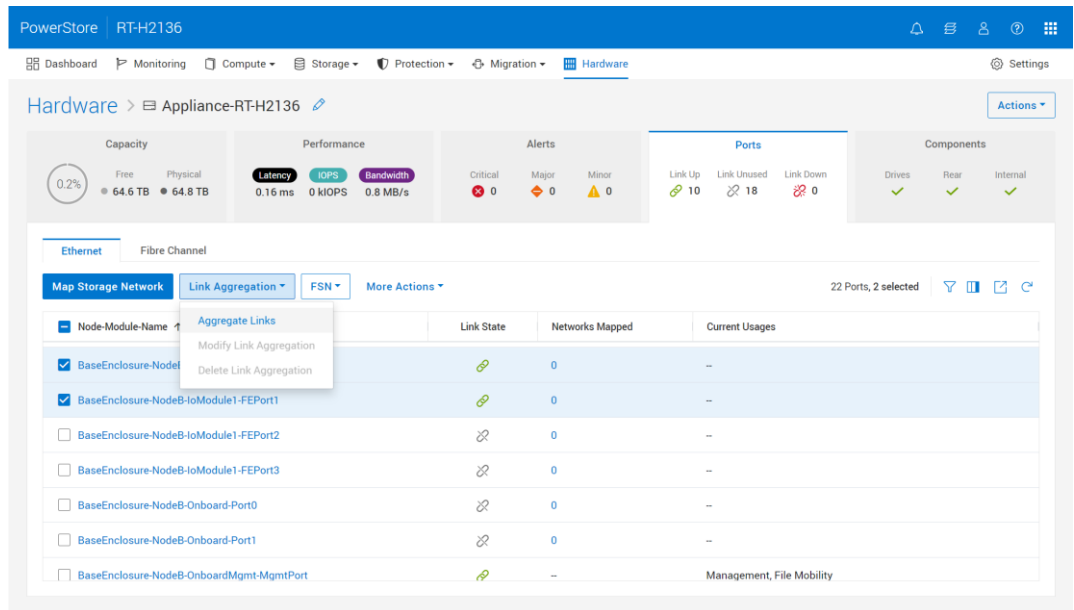 PowerStore RT-H2136
Dashboard Monitoring Compute Storage Protection Migration Hardware Settings
Hardware > Appliance-RT-H2136 Actions
Capacity Performance Alerts Ports Components
Free Physical Latency IOPS Bandwidth Critical Major Minor Link Up Link Unused Link Down Drives Rear Internal
0.2% 64.6 TB 64.8 TB 0.16 ms 0 kIOPS 0.8 MB/s 0 0 0 10 18 0
Ethernet Fibre Channel
Map Storage Network Link Aggregation FSN More Actions 22 Ports, 2 selected
Aggregate Links
Node-Module-Name Link State Networks Mapped Current Usages
Modify Link Aggregation
BaseEnclosure-Node 0 --
Delete Link Aggregation
BaseEnclosure-NodeB-IoModule1-FEPort1 0 --
BaseEnclosure-NodeB-IoModule1-FEPort2 0 --
BaseEnclosure-NodeB-IoModule1-FEPort3 0 --
BaseEnclosure-NodeB-Onboard-Port0 0 --
BaseEnclosure-NodeB-Onboard-Port1 0 --
BaseEnclosure-NodeB-OnboardMgmt-MgmtPort -- Management, File Mobility